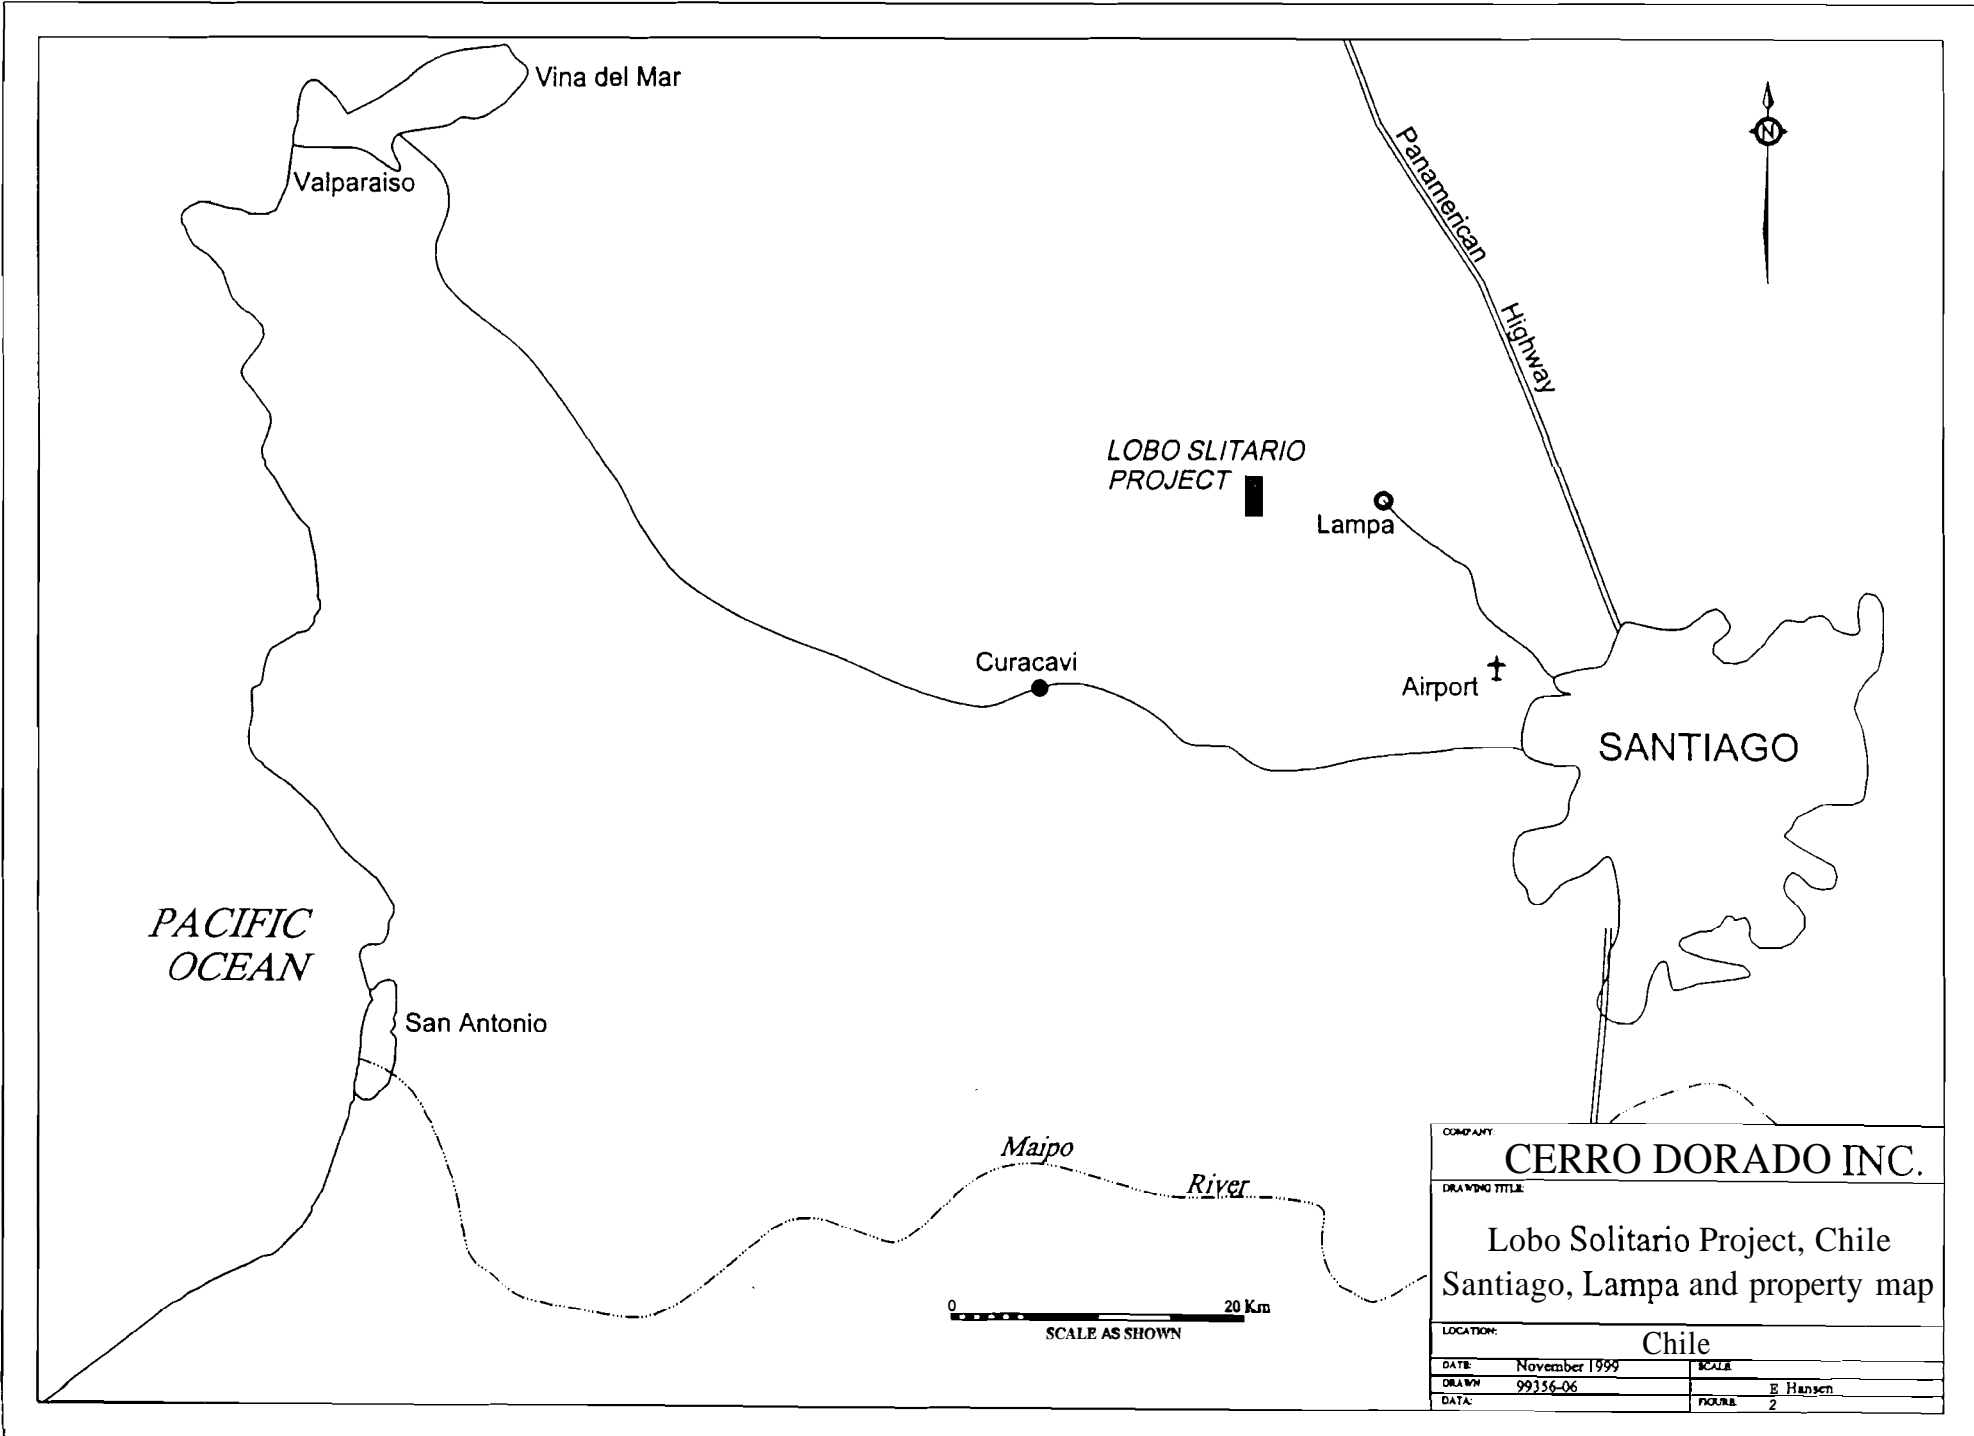 Vina del Mar
Valparaiso
Panamerican
Highway
N
LOBO SLITARIO
PROJECT
Lampa
Curacavi
Airport
SANTIAGO
PACIFIC
OCEAN
San Antonio
Maipo
River
0 20 Km
SCALE AS SHOWN
COMPANY:
CERRO DORADO INC.
DRAWING TITLE:
Lobo Solitario Project, Chile
Santiago, Lampa and property map
LOCATION:
Chile
DATE: November 1999 SCALE
DRAWN 99356-06 E Hansen
DATA: FIGURE 2